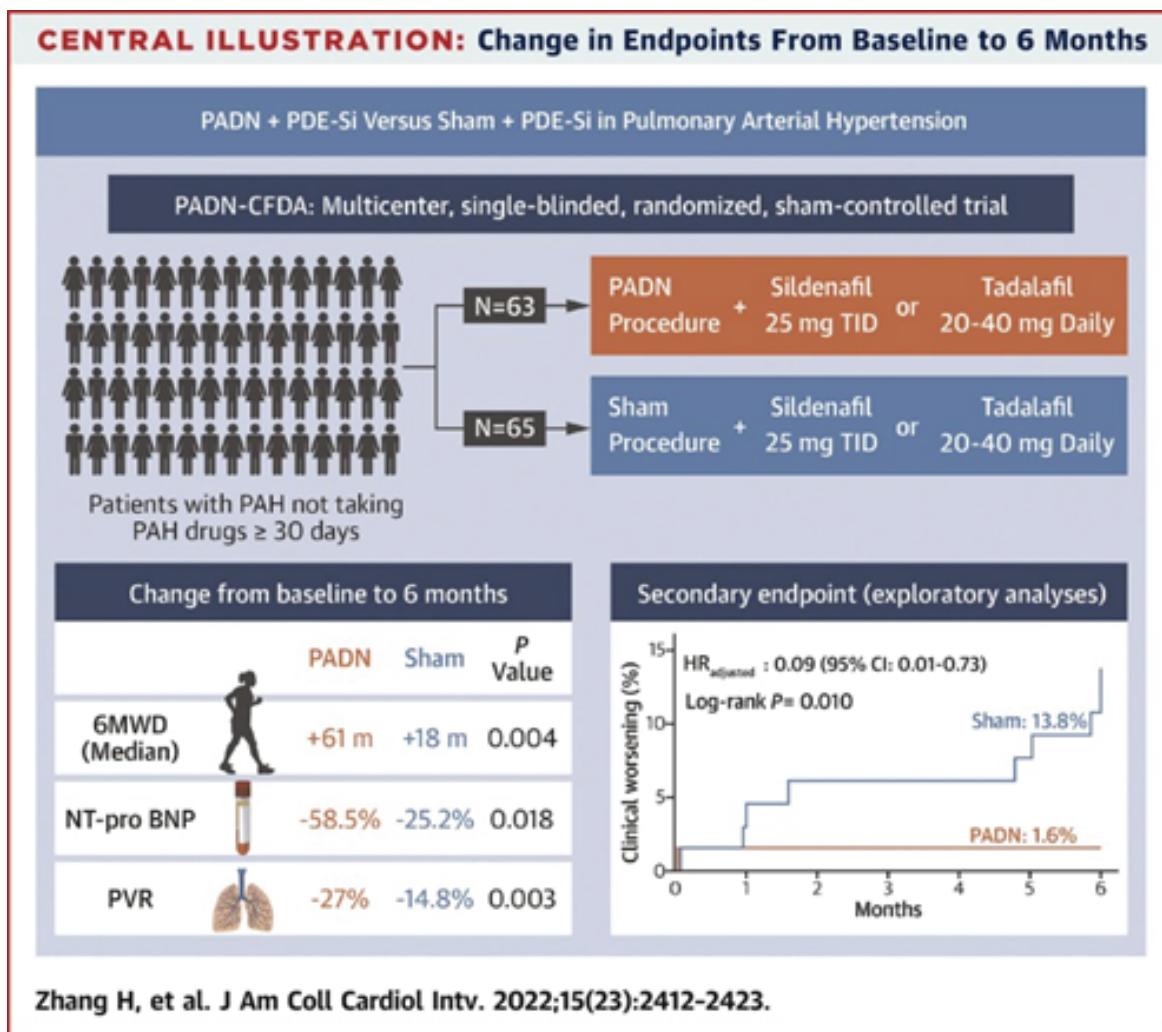 CENTRAL ILLUSTRATION: Change in Endpoints From Baseline to 6 Months
PADN + PDE-Si Versus Sham + PDE-Si in Pulmonary Arterial Hypertension
PADN-CFDA: Multicenter, single-blinded, randomized, sham-controlled trial
N=63
PADN Sildenafil Tadalafil
Procedure + 25 mg TID or 20-40 mg Daily
N=65
Sham Sildenafil Tadalafil
Procedure + 25 mg TID or 20-40 mg Daily
Patients with PAH not taking
PAH drugs ≥ 30 days
Change from baseline to 6 months
PADN Sham P
Value
6MWD
(Median) +61 m +18 m 0.004
NT-pro BNP -58.5% -25.2% 0.018
PVR -27% -14.8% 0.003
Secondary endpoint (exploratory analyses)
Clinical worsening (%)
15
10
5
0
HR adjusted : 0.09 (95% CI: 0.01-0.73)
Log-rank P= 0.010
Sham: 13.8%
PADN: 1.6%
0 1 2 3 4 5 6
Months
Zhang H, et al. J Am Coll Cardiol Intv. 2022;15(23):2412–2423.